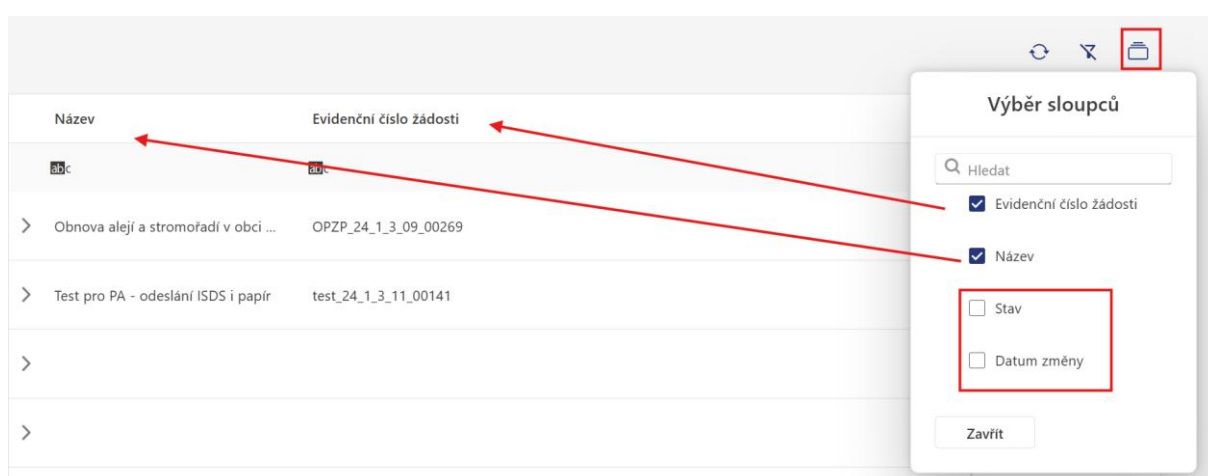 Výběr sloupců
Název Evidenční číslo žádosti
abc abc
Hledat
Evidenční číslo žádosti
Obnova alejí a stromořadí v obci ... OPZP_24_1_3_09_00269
Název
Test pro PA - odeslání ISDS i papír test_24_1_3_11_00141
Stav
Datum změny
Zavřít